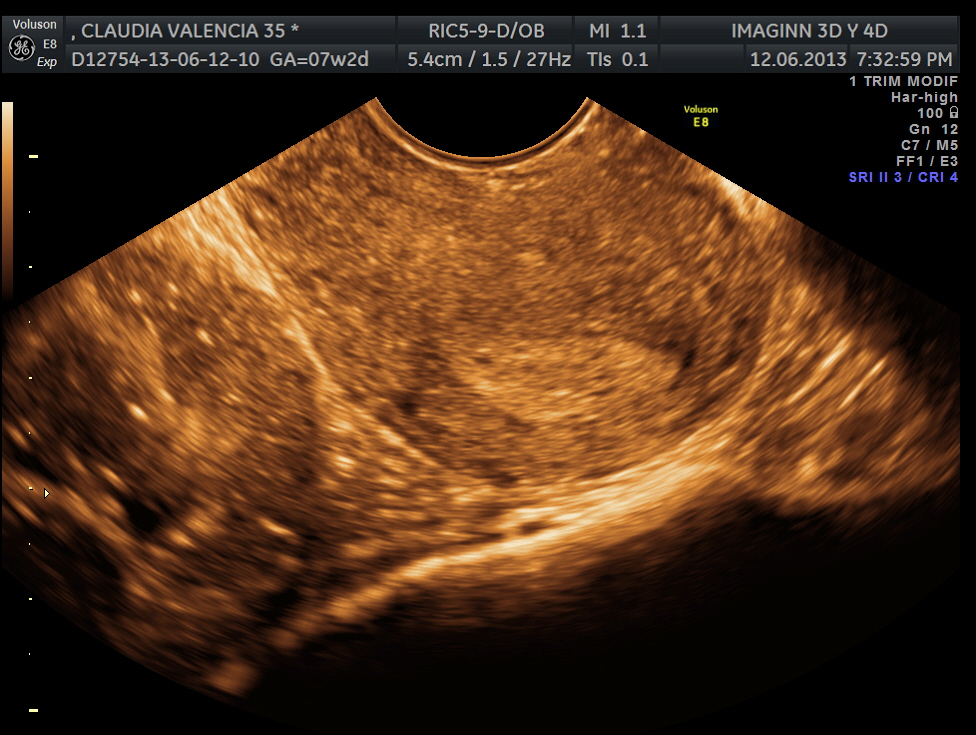 Voluson
E8
Exp
, CLAUDIA VALENCIA 35 *
RIC5-9-D/OB
MI 1.1
IMAGINN 3D Y 4D
D12754-13-06-12-10 GA=07w2d
5.4cm / 1.5 / 27Hz
TIs 0.1
12.06.2013 7:32:59 PM
Voluson
E8
1 TRIM MODIF
Har-high
100
Gn 12
C7 / M5
FF1 / E3
SRI II 3 / CRI 4